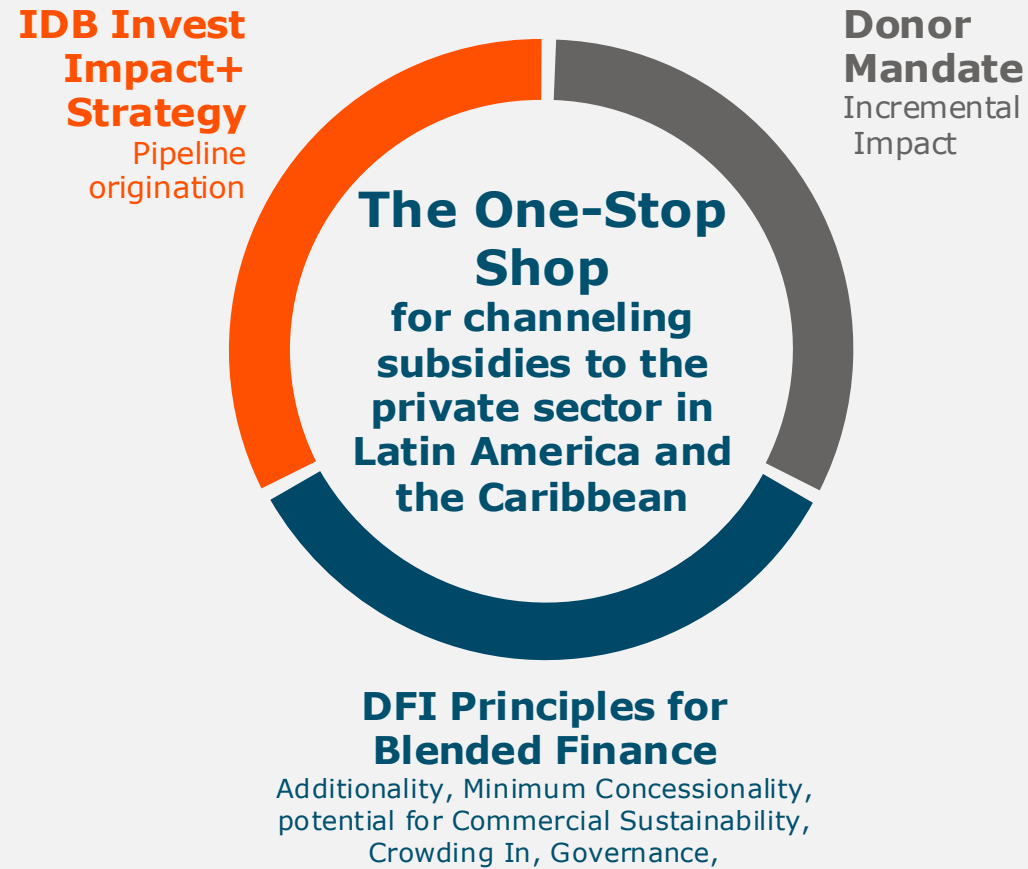 IDB Invest
Impact+
Strategy
Pipeline
origination
Donor
Mandate
Incremental
Impact
The One-Stop
Shop
for channeling
subsidies to the
private sector in
Latin America and
the Caribbean
DFI Principles for
Blended Finance
Additionality, Minimum Concessionality,
potential for Commercial Sustainability,
Crowding In, Governance,